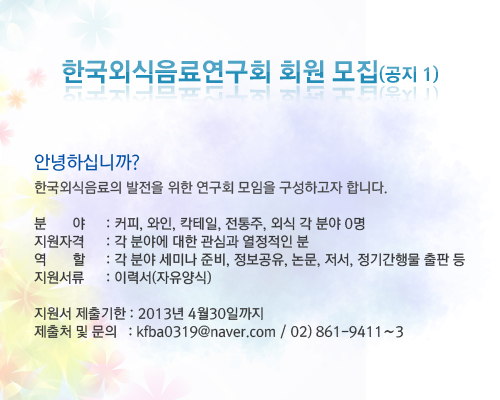 한국외식음료연구회 회원 모집(공지 1)
안녕하십니까?
한국외식음료의 발전을 위한 연구회 모임을 구성하고자 합니다.
분 야 : 커피, 와인, 칵테일, 전통주, 외식 각 분야 0명
지원자격 : 각 분야에 대한 관심과 열정적인 분
역 할 : 각 분야 세미나 준비, 정보공유, 논문, 저서, 정기간행물 출판 등
지원서류 : 이력서(자유양식)
지원서 제출기한 : 2013년 4월30일까지
제출처 및 문의 : kfba0319@naver.com / 02) 861-9411~3